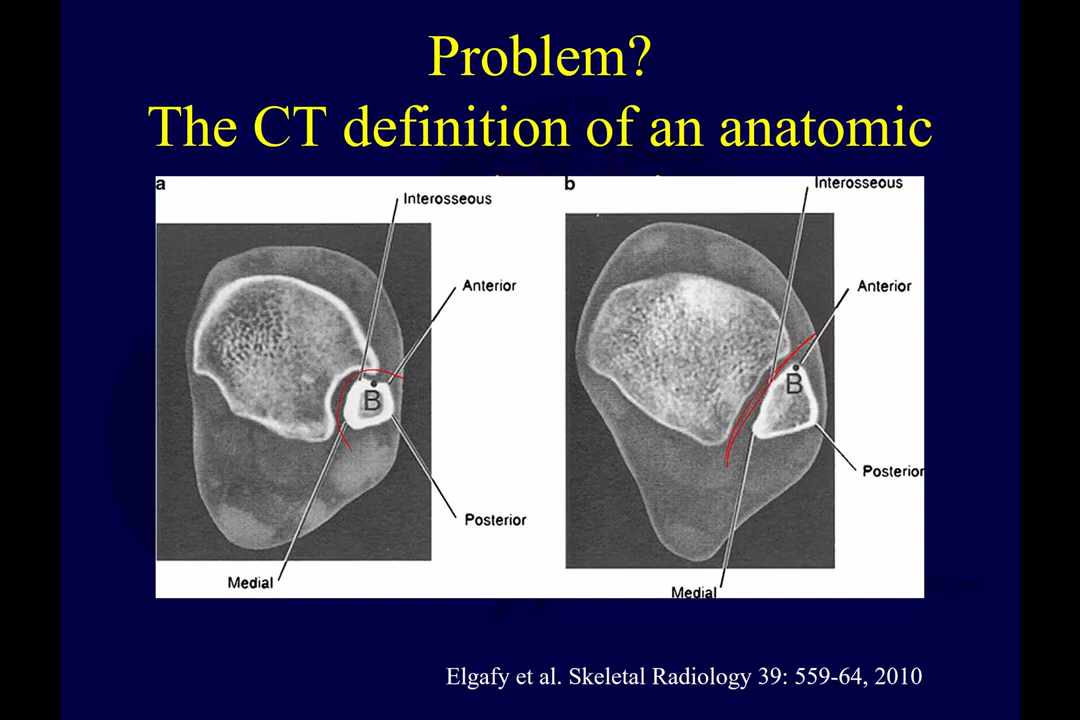 Problem?
The CT definition of an anatomic
a
Interosseous
Anterior
B
Posterior
Medial
b
Interosseous
Anterior
B
Posterior
Medial
Elgafy et al. Skeletal Radiology 39: 559-64, 2010